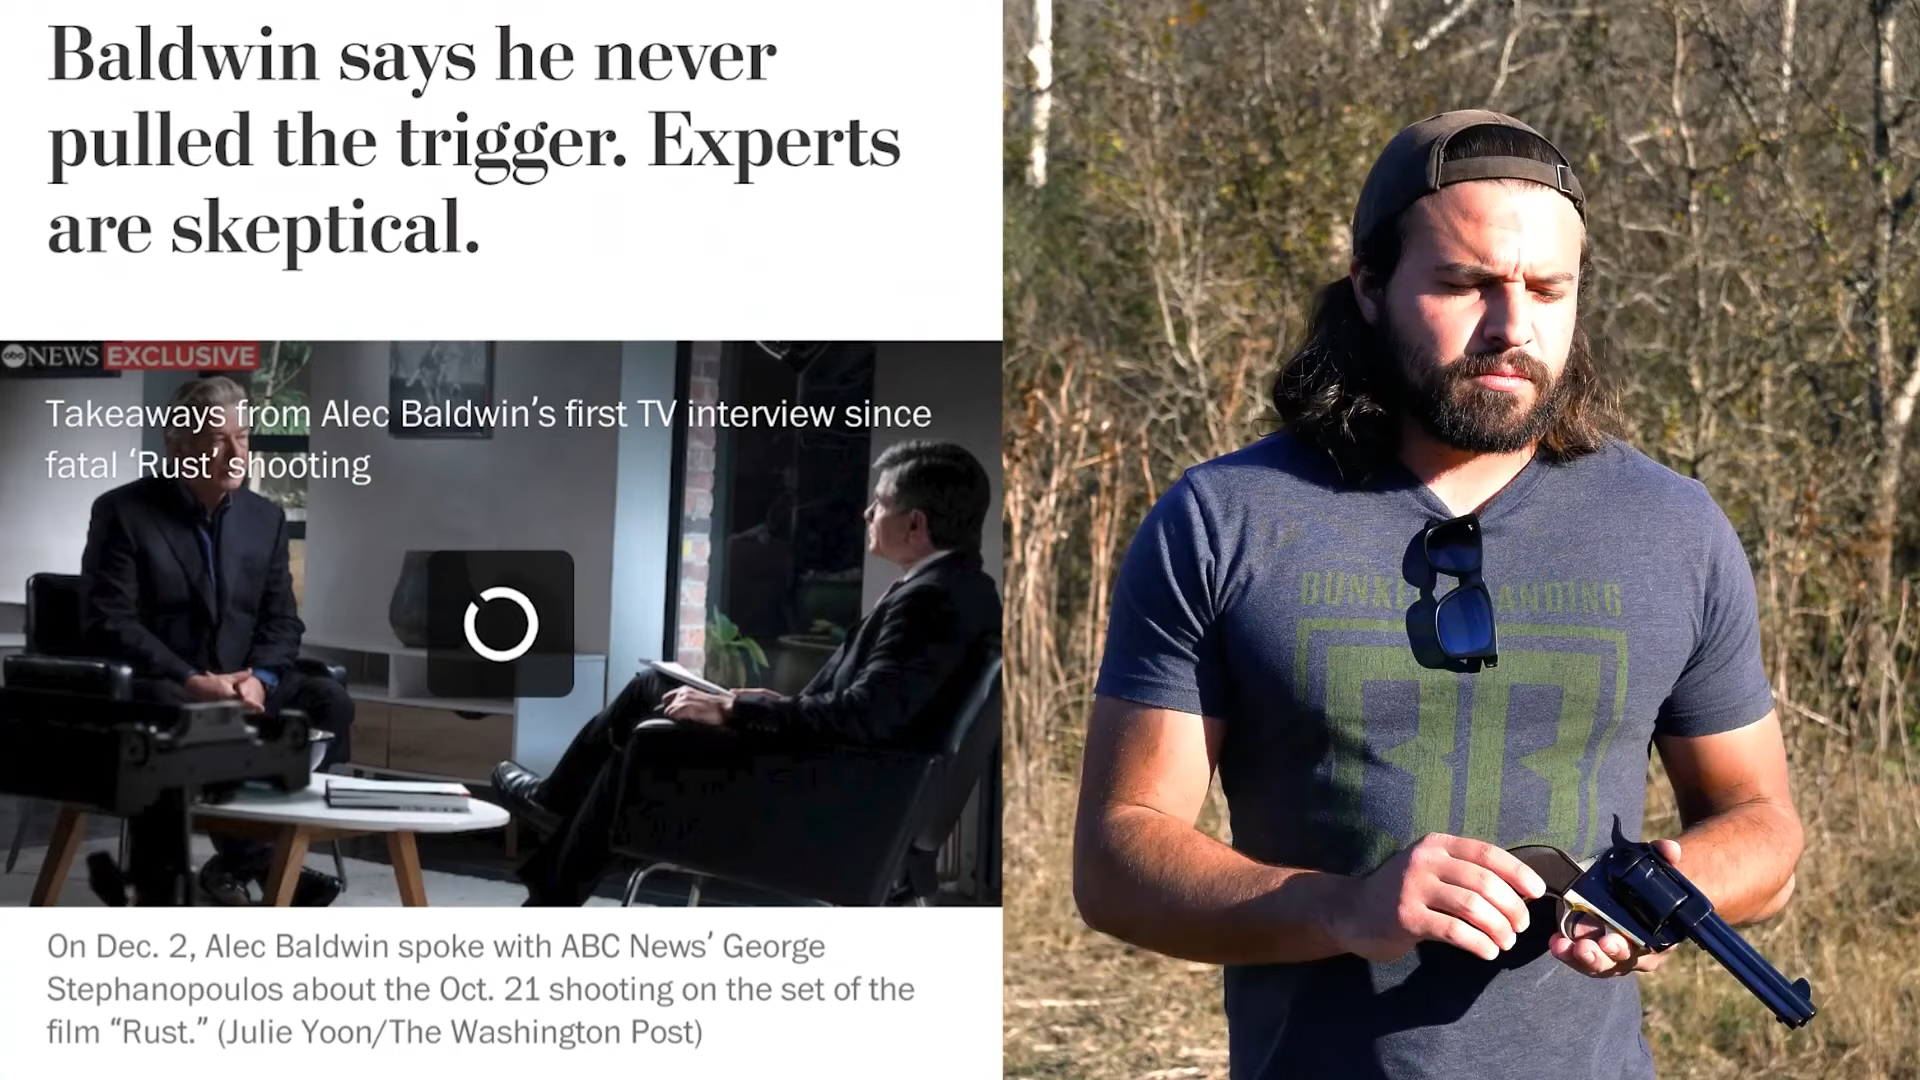 Baldwin says he never
pulled the trigger. Experts
are skeptical.
abc NEWS EXCLUSIVE
Takeaways from Alec Baldwin’s first TV interview since
fatal ‘Rust’ shooting
On Dec. 2, Alec Baldwin spoke with ABC News’ George
Stephanopoulos about the Oct. 21 shooting on the set of the
film “Rust.” (Julie Yoon/The Washington Post)